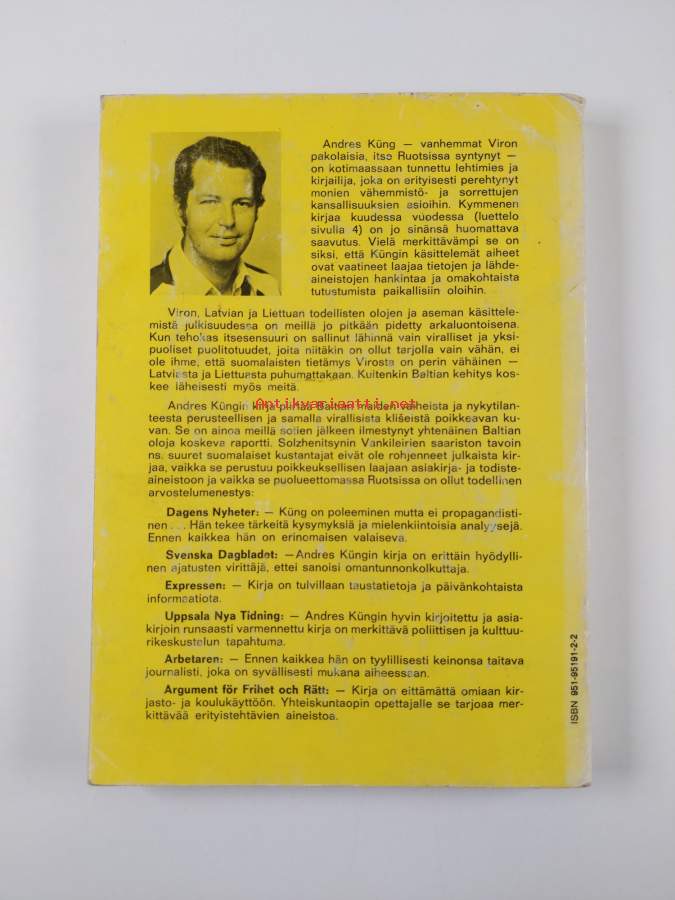 Andres Küng — vanhemmat Viron
pakolaisia, itse Ruotsissa syntynyt —
on kotimaassaan tunnettu lehtimies ja
kirjailija, joka on erityisesti perehtynyt
monien vähemmistö- ja sorrettujen
kansallisuuksien asioihin. Kymmenen
kirjaa kuudessa vuodessa (luettelo
sivulla 4) on jo sinänsä huomattava
saavutus. Vielä merkittävämpi se on
siksi, että Küngin käsittelemät aiheet
ovat vaatineet laajaa tietojen ja lähde-
aineistojen hankintaa ja omakohtaista
tutustumista paikallisiin oloihin.
Viron, Latvian ja Liettuan todellisten olojen ja aseman käsittele-
mistä julkisuudessa on meillä jo pitkään pidetty arkaluontoisena.
Kun tehokas itsesensuuri on sallinut lähinnä vain viralliset ja yksi-
puoliset puolitotuudet, joita niitäkin on ollut tarjolla vain vähän, ei
ole ihme, että suomalaisten tietämys Virosta on perin vähäinen —
Latviasta ja Liettuasta puhumattakaan. Kuitenkin Baltian kehitys kos-
kee läheisesti myös meitä.
Antikvariaatti.net
Andres Küngin kirja piirtää Baltian maiden vaiheista ja nykytilan-
teesta perusteellisen ja samalla virallisista kliseistä poikkeavan ku-
van. Se on ainoa meillä sotien jälkeen ilmestynyt yhtenäinen Baltian
oloja koskeva raportti. Solzhenitsynin Vankileirien saariston tavoin
ns. suuret suomalaiset kustantajat eivät ole rohjenneet julkaista kir-
jaa, vaikka se perustuu poikkeuksellisen laajaan asiakirja- ja todiste-
aineistoon ja vaikka se puolueettomassa Ruotsissa on ollut todellinen
arvostelumenestys:
Dagens Nyheter: — Küng on poleeminen mutta ei propagandisti-
nen... Hän tekee tärkeitä kysymyksiä ja mielenkiintoisia analyysejä.
Ennen kaikkea hän on erinomaisen valaiseva.
Svenska Dagbladet: —Andres Küngin kirja on erittäin hyödylli-
nen ajatusten virittäjä, ettei sanoisi omantunnonkolkuttaja.
Expressen: — Kirja on tulvillaan taustatietoja ja päivänkohtaista
informaatiota.
Uppsala Nya Tidning: — Andres Küngin hyvin kirjoitettu ja asia-
kirjoin runsaasti varmennettu kirja on merkittävä poliittisen ja kulttuu-
rikeskustelun tapahtuma.
Arbetaren: — Ennen kaikkea hän on tyylillisesti keinonsa taitava
journalisti, joka on syvällisesti mukana aiheessaan.
Argument för Frihet och Rätt: — Kirja on eittämättä omiaan kir-
jasto- ja koulukäyttöön. Yhteiskuntaopin opettajalle se tarjoaa mer-
kittävää erityistehtävien aineistoa.
ISBN 951-95191-2-2